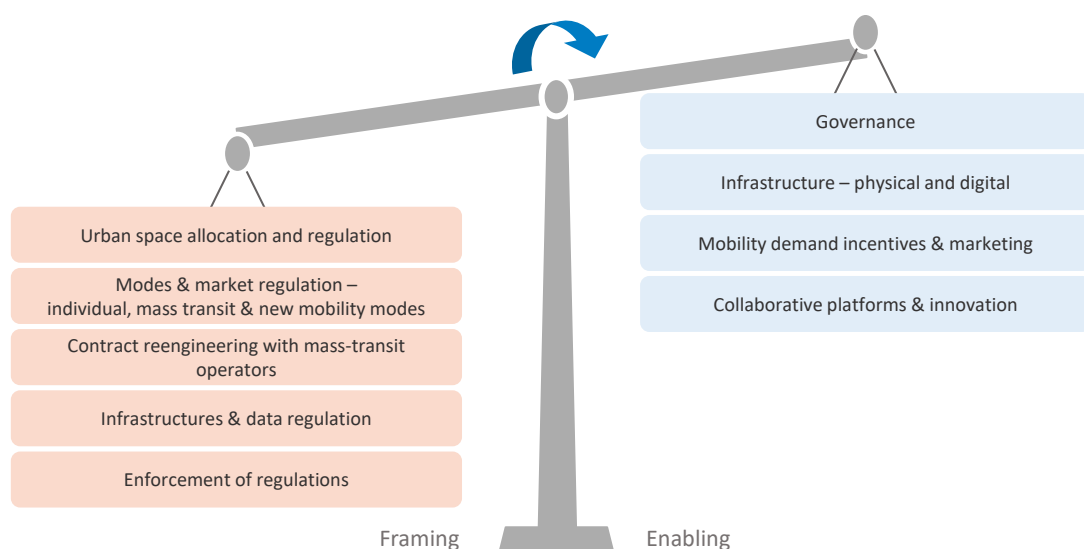 Governance
Infrastructure – physical and digital
Mobility demand incentives & marketing
Collaborative platforms & innovation
Urban space allocation and regulation
Modes & market regulation –
individual, mass transit & new mobility modes
Contract reengineering with mass-transit
operators
Infrastructures & data regulation
Enforcement of regulations
Framing
Enabling